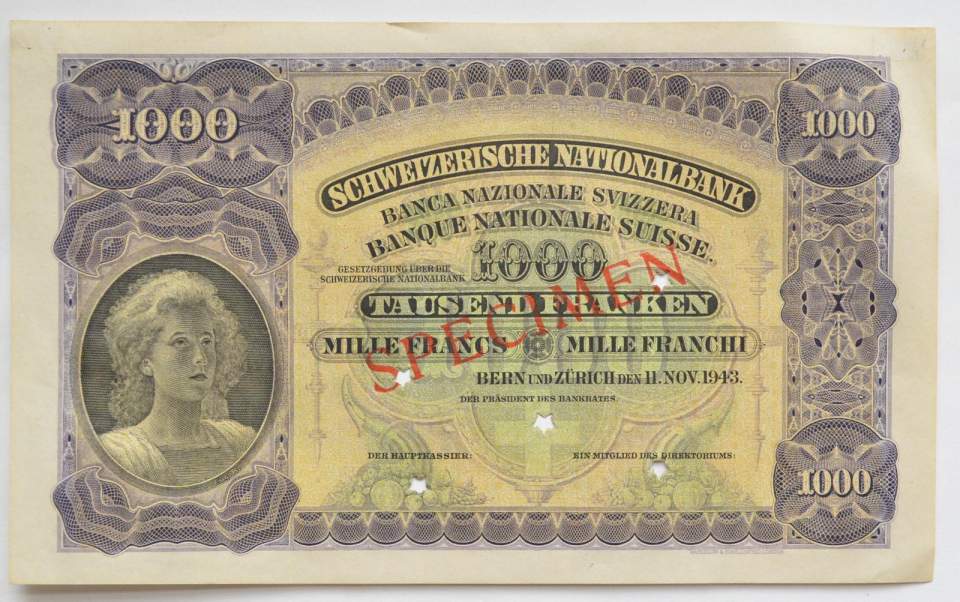 1000
1000
SCHWEIZERISCHE NATIONALBANK
BANCA NAZIONALE SVIZZERA
BANQUE NATIONALE SUISSE.
1000
GESETZGEBUNG ÜBER DIE
SCHWEIZERISCHE NATIONALBANK
SPECIMEN
TAUSEND FRANKEN
MILLE FRANCS MILLE FRANCHI
BERN UND ZÜRICH DEN 11. NOV. 1943.
DER PRÄSIDENT DES BANKRATES.
DER HAUPTKASSIER: EIN MITGLIED DES DIREKTORIUMS:
1000